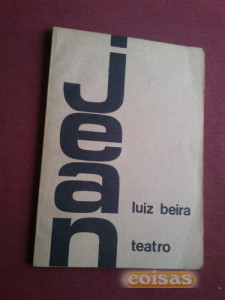 jean
luiz beira
teatro
coisas